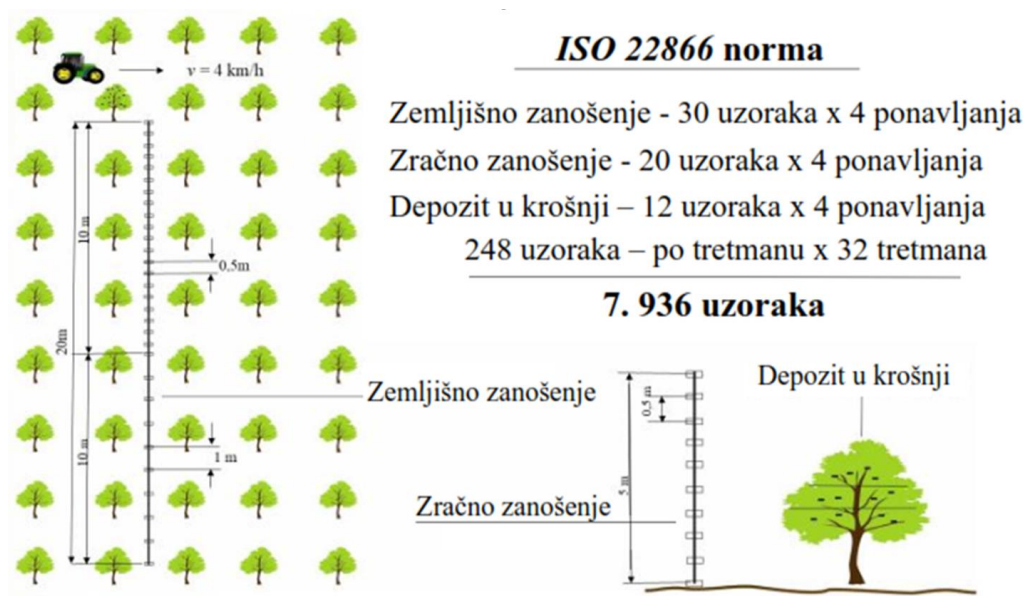 ISO 22866 norma
v = 4 km/h
Zemljišno zanošenje - 30 uzoraka x 4 ponavljanja
Zračno zanošenje - 20 uzoraka x 4 ponavljanja
Depozit u krošnji – 12 uzoraka x 4 ponavljanja
248 uzoraka – po tretmanu x 32 tretmana
7. 936 uzoraka
10 m
0,5m
20m
Zemljišno zanošenje
10 m
1 m
Depozit u krošnji
0,5 m
5 m
Zračno zanošenje